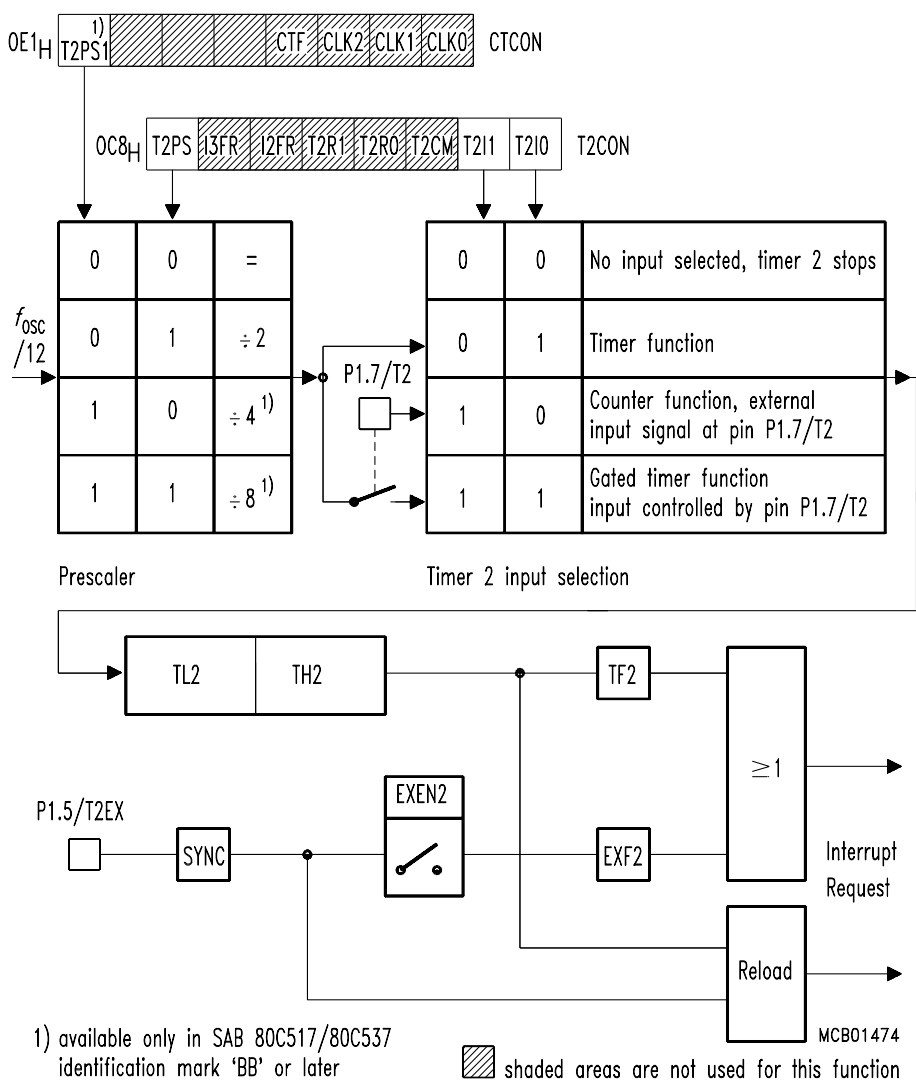 0E1H T2PS1 1) CTF CLK2 CLK1 CLK0 CTCON
0C8H T2PS I3FR I2FR T2R1 T2R0 T2CM T2I1 T2I0 T2CON
0 0 = 0 0 No input selected, timer 2 stops
fosc
/12
0 1 ÷2 0 1 Timer function
P1.7/T2
1 0 ÷4 1) 1 0 Counter function, external
input signal at pin P1.7/T2
1 1 ÷8 1) 1 1 Gated timer function
input controlled by pin P1.7/T2
Prescaler Timer 2 input selection
TL2 TH2 TF2
≥1
EXEN2
P1.5/T2EX
SYNC EXF2 Interrupt
Request
Reload
MCB01474
1) available only in SAB 80C517/80C537
identification mark ‘BB’ or later
shaded areas are not used for this function